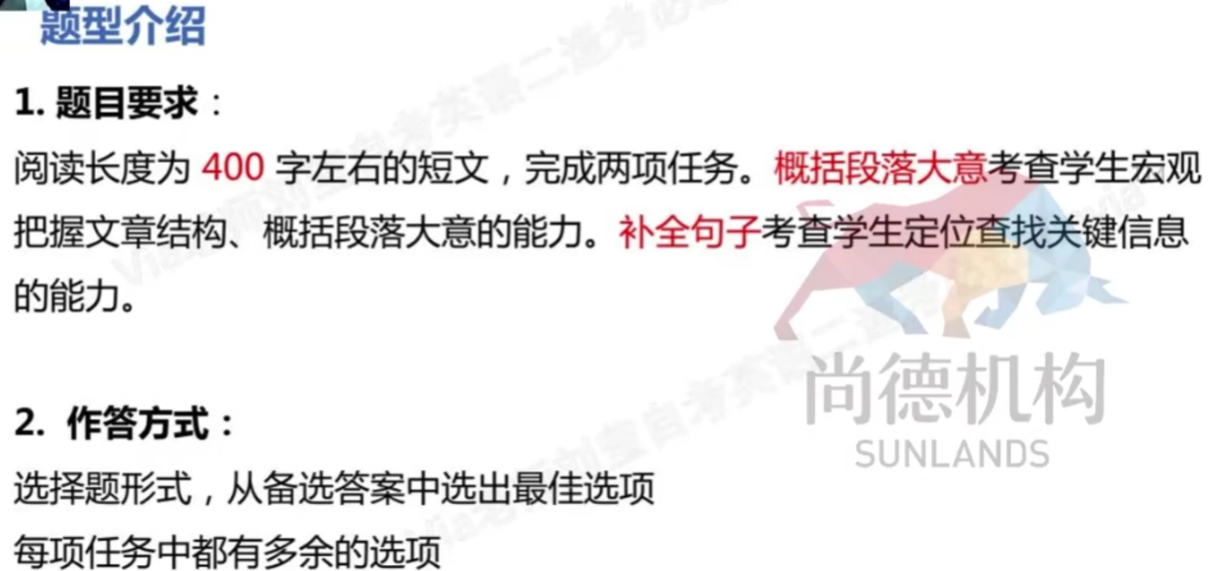 题型介绍
1. 题目要求：
阅读长度为 400 字左右的短文，完成两项任务。概括段落大意考查学生宏观
把握文章结构、概括段落大意的能力。补全句子考查学生定位查找关键信息
的能力。
尚德机构
SUNLANDS
2. 作答方式：
选择题形式，从备选答案中选出最佳选项
每项任务中都有多余的选项